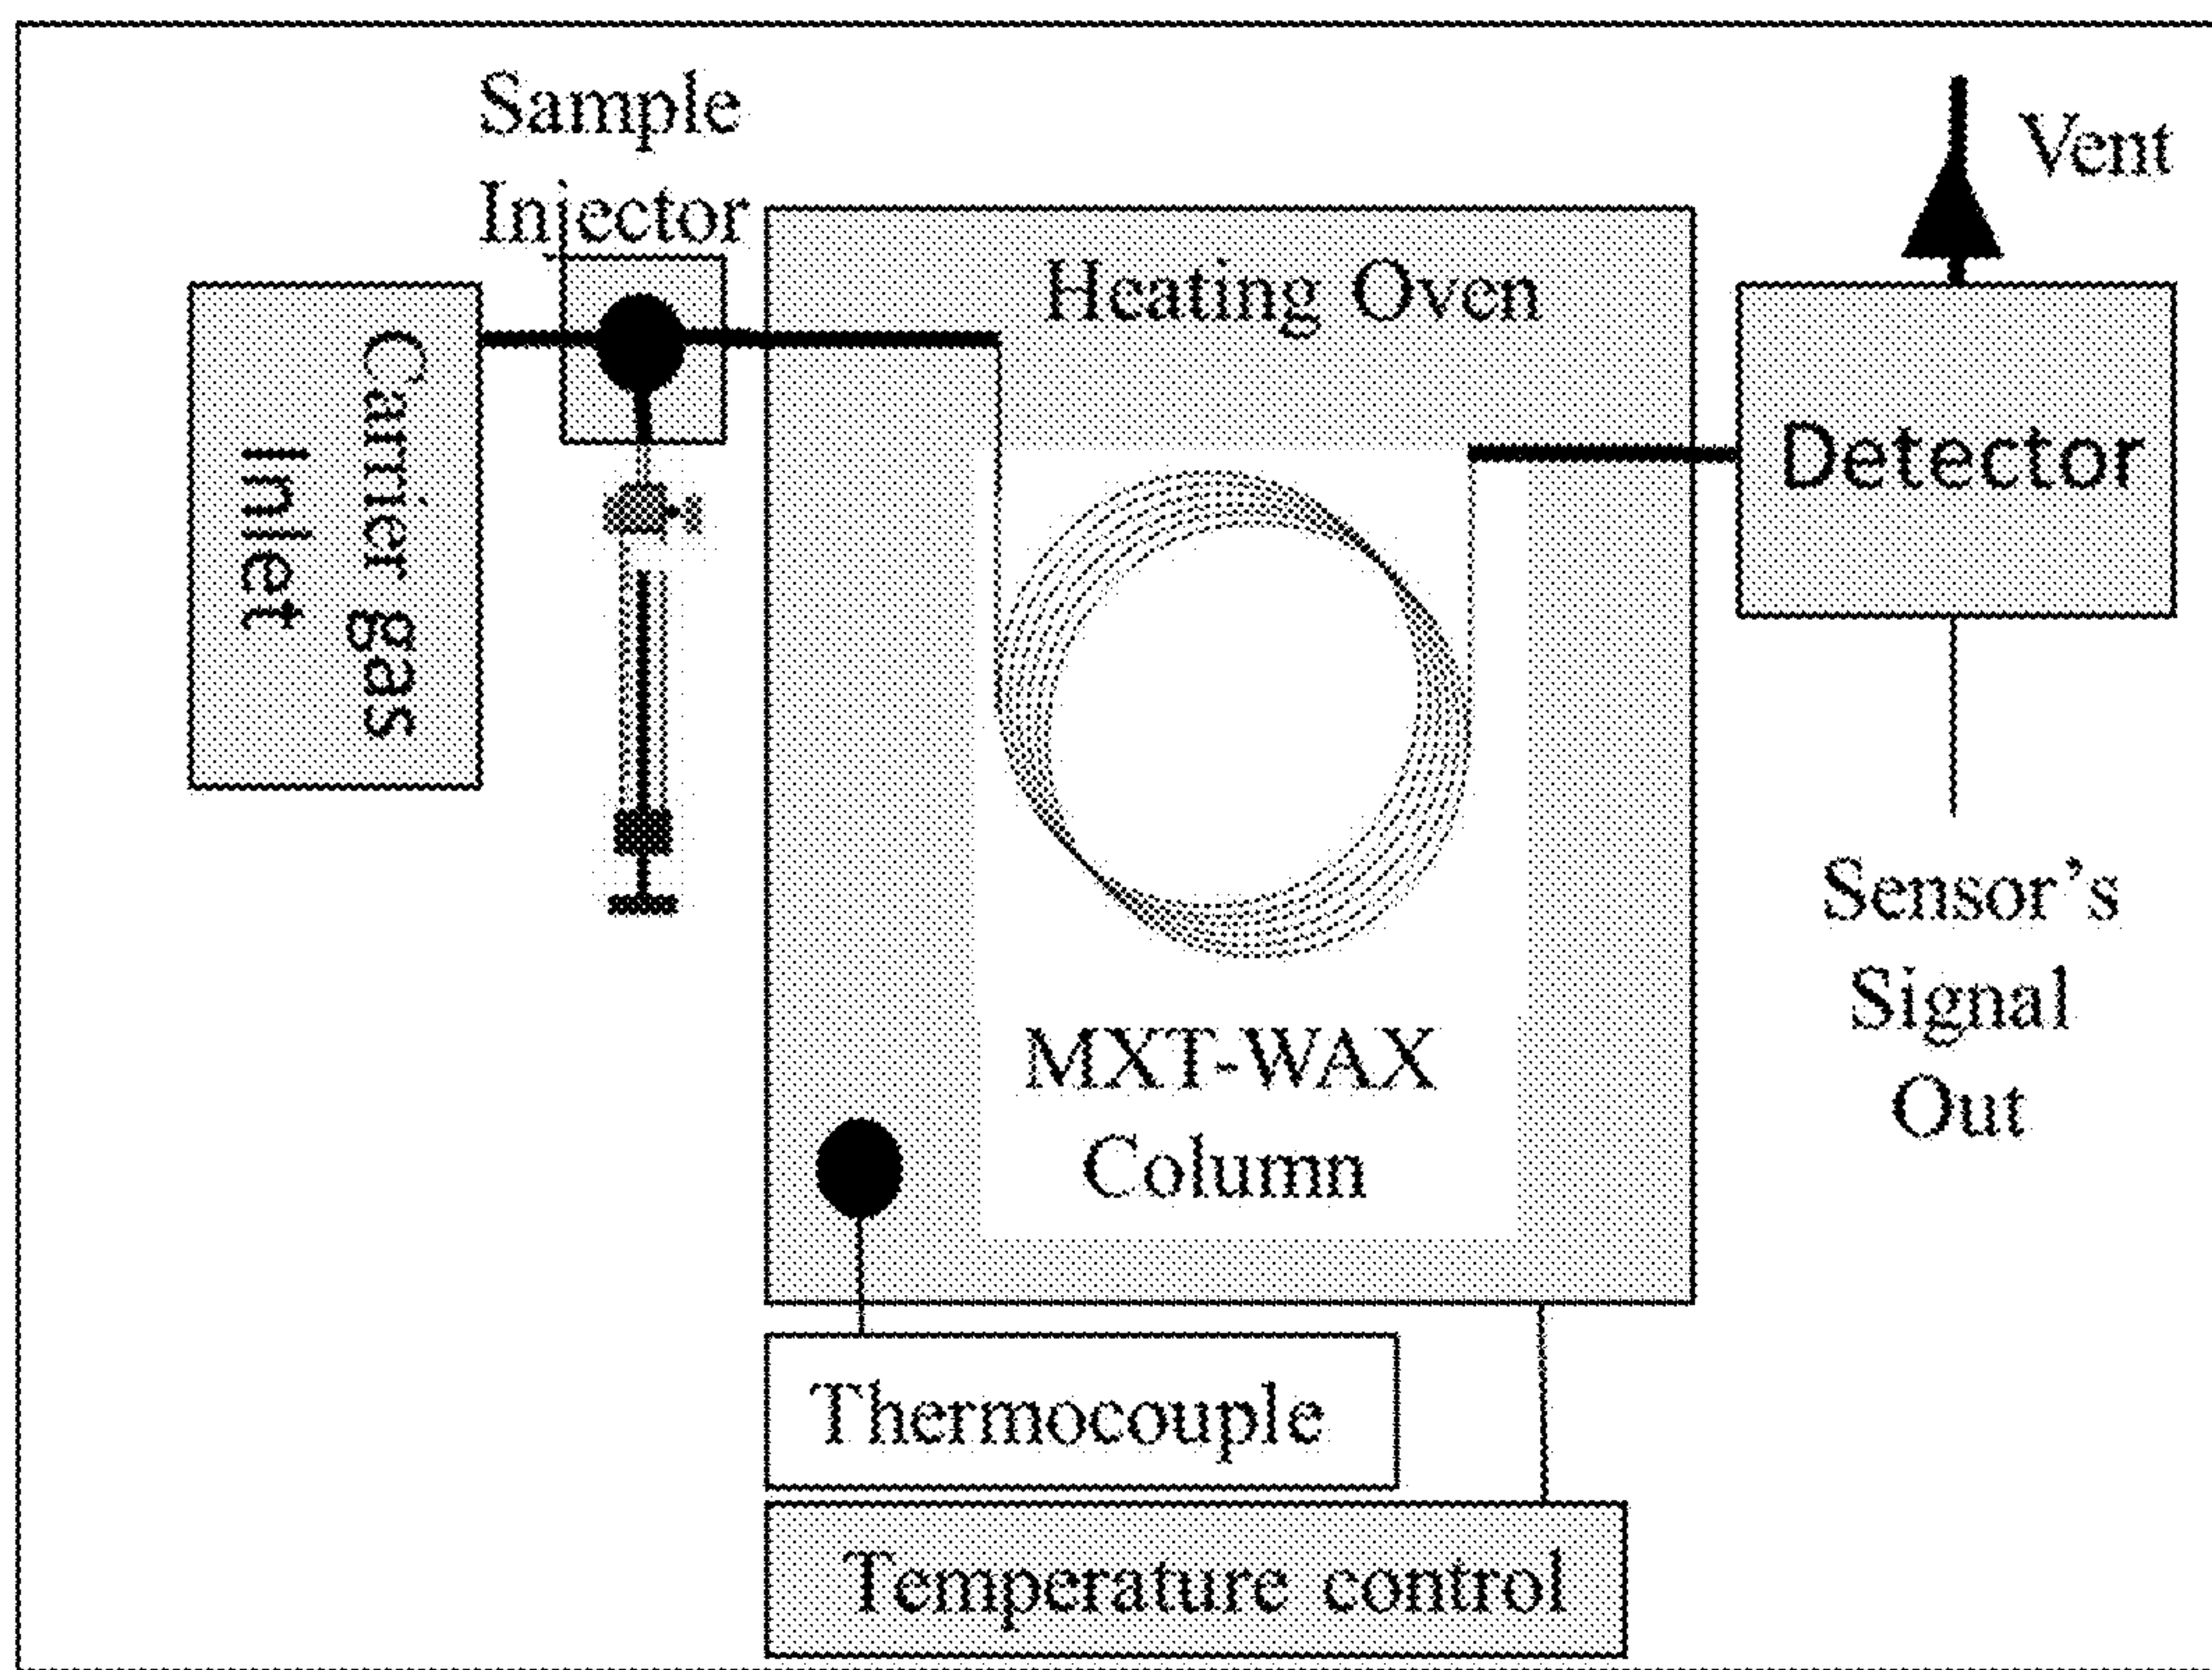 Sample
Injector
Vent
Heating Oven
Carrier gas
Inlet
Detector
Sensor’s
Signal
Out
MXT-WAX
Column
Thermocouple
Temperature control